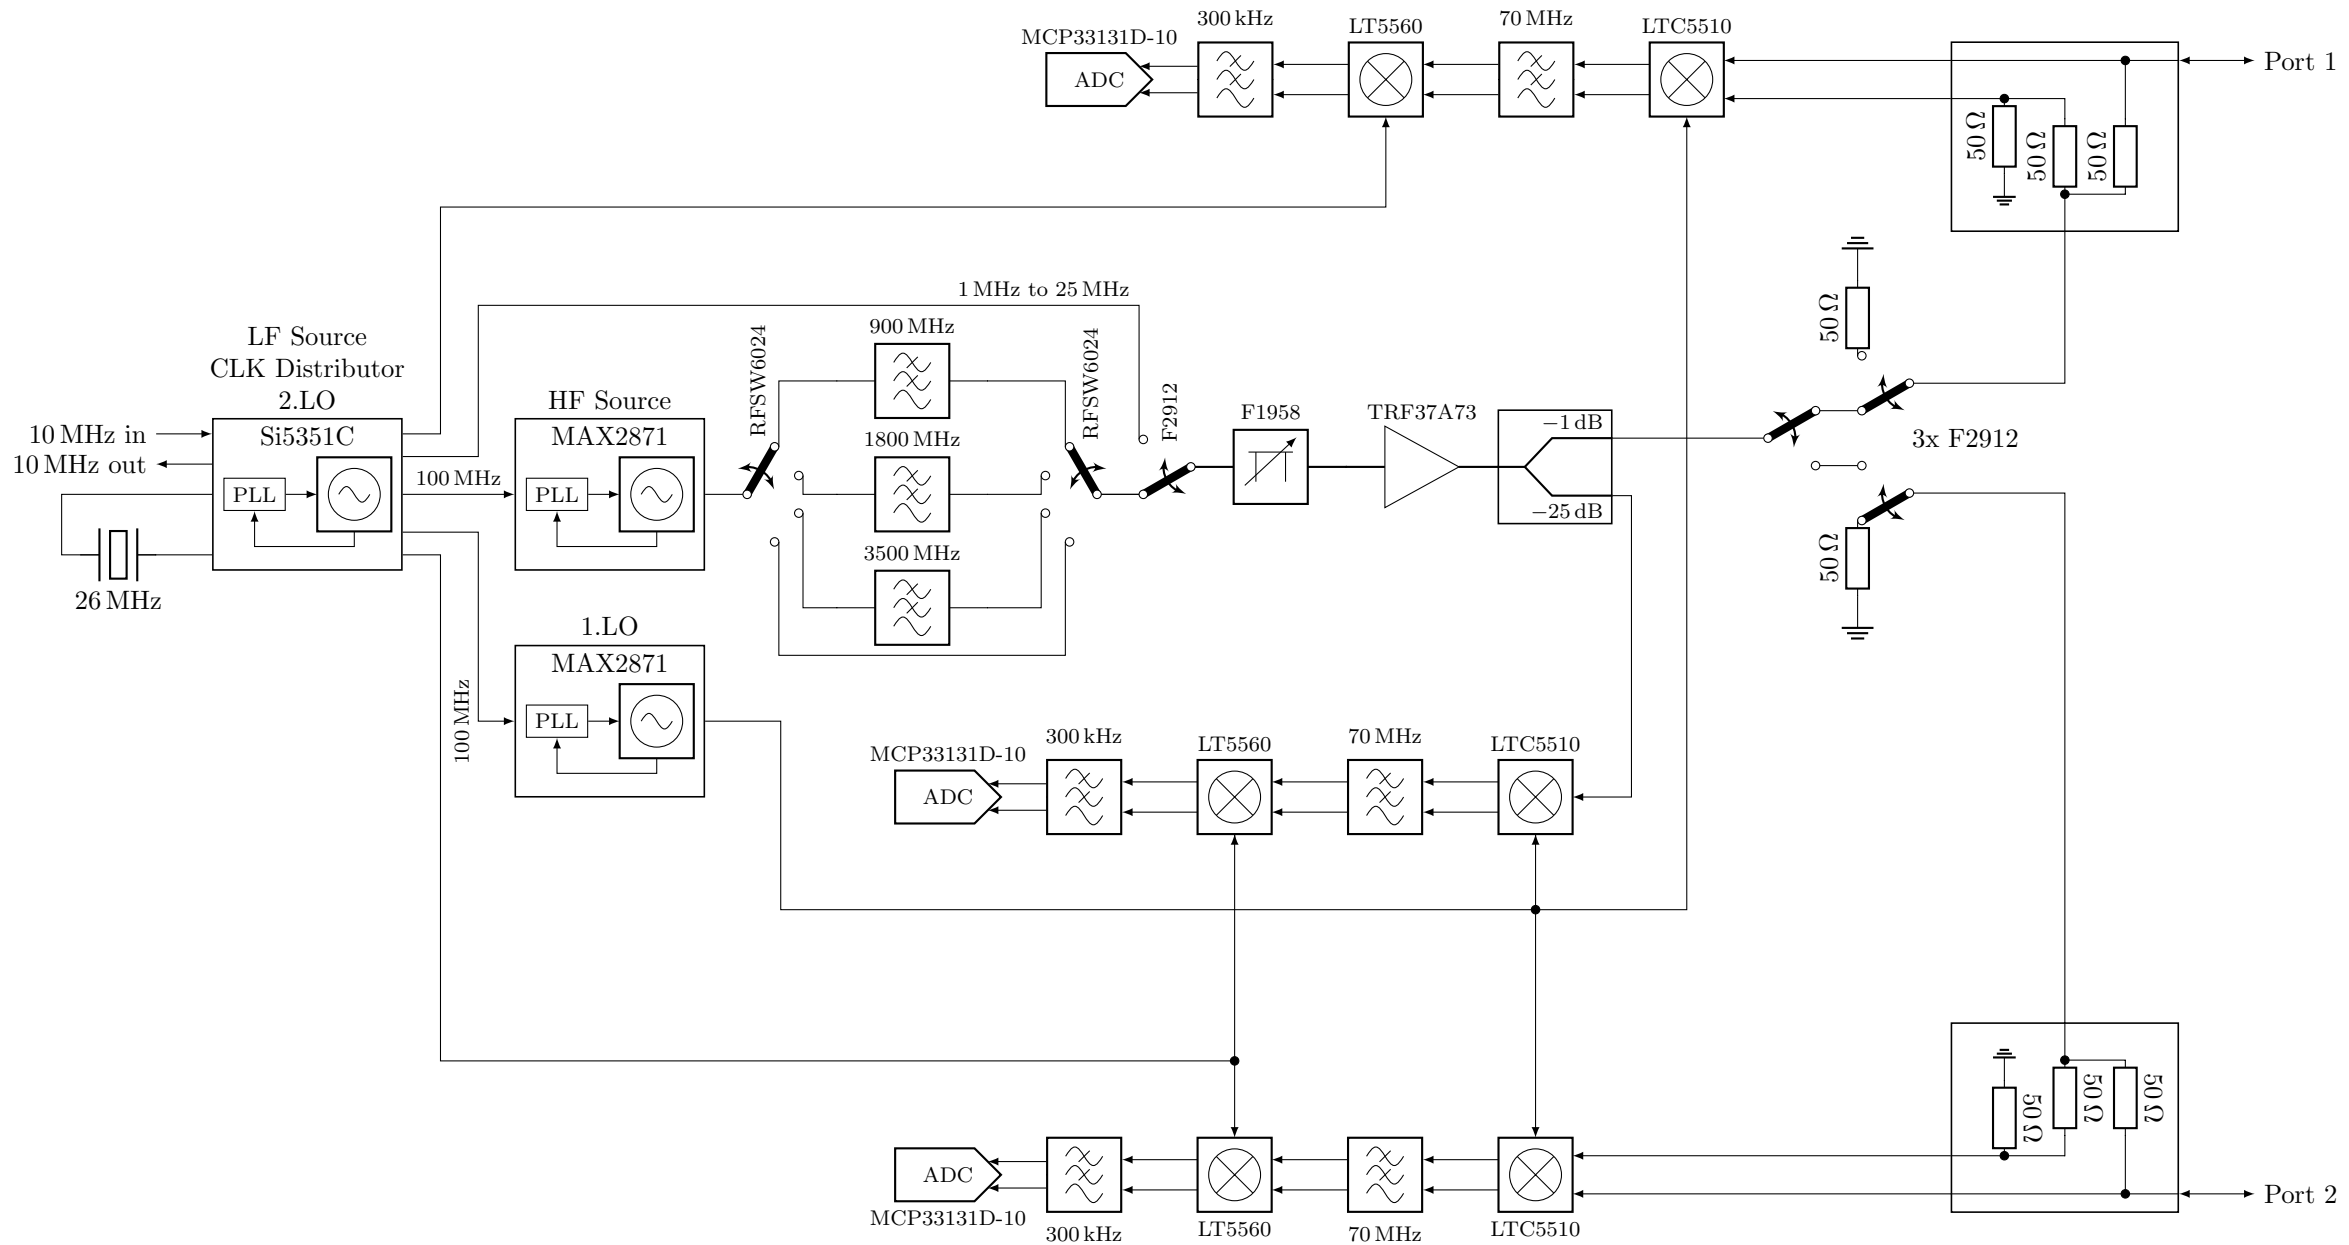 300 kHz
LT5560
70 MHz
LTC5510
MCP33131D-10
ADC
Port 1
50 Ω
50 Ω
50 Ω
1 MHz to 25 MHz
50 Ω
LF Source
CLK Distributor
2.LO
Si5351C
PLL
10 MHz in
10 MHz out
26 MHz
100 MHz
HF Source
MAX2871
PLL
RFSW6024
900 MHz
1800 MHz
3500 MHz
RFSW6024
F2912
F1958
TRF37A73
−1 dB
−25 dB
3x F2912
50 Ω
1.LO
MAX2871
PLL
100 MHz
MCP33131D-10
ADC
300 kHz
LT5560
70 MHz
LTC5510
50 Ω
50 Ω
50 Ω
ADC
MCP33131D-10
300 kHz
LT5560
70 MHz
LTC5510
Port 2